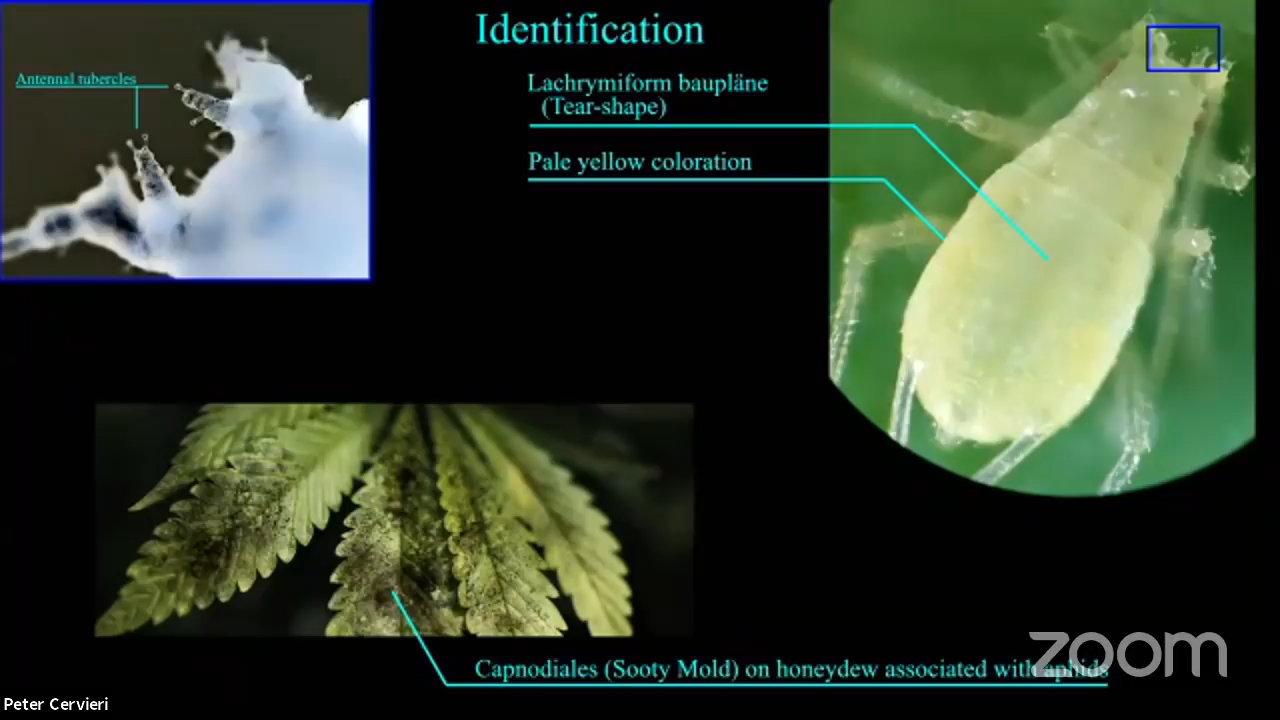 Identification
Antennal tubercles
Lachrymiform baupläne
(Tear-shape)
Pale yellow coloration
Capnodiales (Sooty Mold) on honeydew associated with aphids
zoom
Peter Cervieri